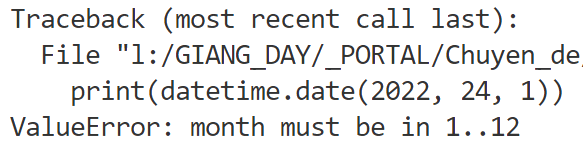 Traceback (most recent call last):
  File "l:/GIANG_DAY/_PORTAL/Chuyen_de
    print(datetime.date(2022, 24, 1))
ValueError: month must be in 1..12